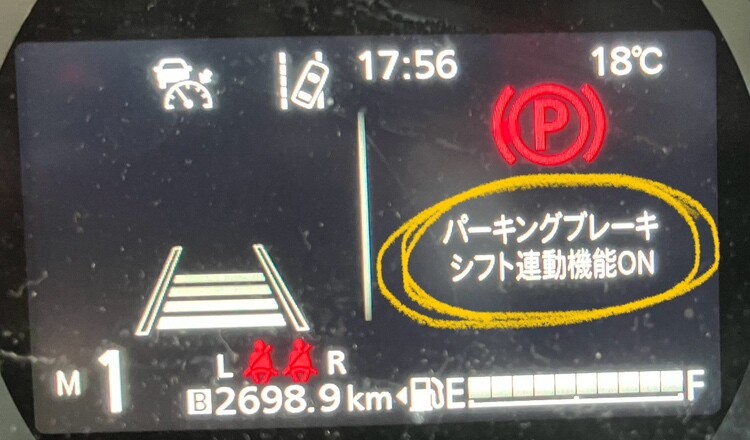 17:56 18℃
P
パーキングブレーキ
シフト連動機能ON
L R
M 1
B 2698.9 km E F